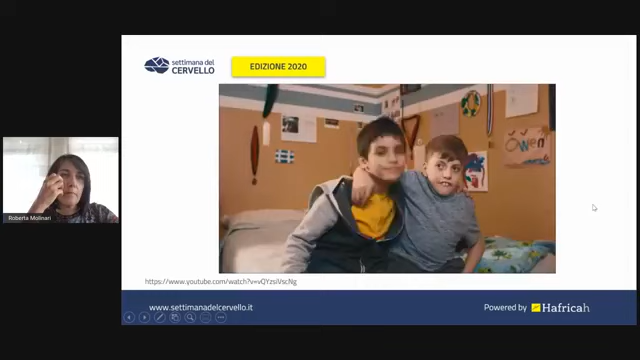 settimana del
CERVELLO
EDIZIONE 2020
Owen
Roberta Molinari
https://www.youtube.com/watch?v=vQYzsiVscNg
www.settimanadelcervello.it
Powered by
Hafricah